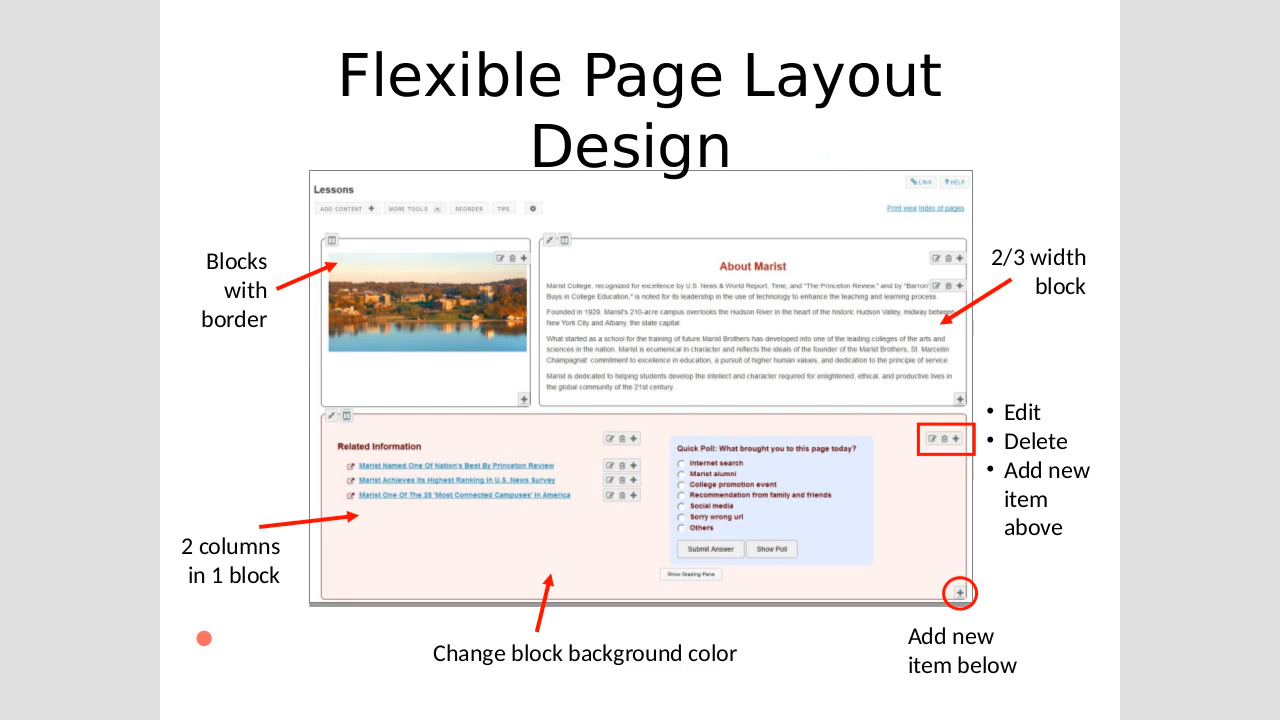 Flexible Page Layout
Design
Lessons
LINK
? HELP
ADD CONTENT
MORE TOOLS
REORDER
TIPS
Print view Index of pages
Blocks
with
border
2/3 width
block
About Marist
Marist College, recognized for excellence by U.S. News & World Report, Time, and "The Princeton Review," and by "Barron'
Buys in College Education," is noted for its leadership in the use of technology to enhance the teaching and learning process.
Founded in 1929, Marist's 210-acre campus overlooks the Hudson River in the heart of the historic Hudson Valley, midway between
New York City and Albany, the state capital.
What started as a school for the training of future Marist Brothers has developed into one of the leading colleges of the arts and
sciences in the nation. Marist is ecumenical in character and reflects the ideals of the founder of the Marist Brothers, St. Marcellin
Champagnat: commitment to excellence in education, a pursuit of higher human values, and dedication to the principle of service.
Marist is dedicated to helping students develop the intellect and character required for enlightened, ethical, and productive lives in
the global community of the 21st century.
• Edit
• Delete
• Add new
item
above
Related Information
Marist Named One Of Nation's Best By Princeton Review
Marist Achieves Its Highest Ranking In U.S. News Survey
Marist One Of The 25 'Most Connected Campuses' In America
Quick Poll: What brought you to this page today?
Internet search
Marist alumni
College promotion event
Recommendation from family and friends
Social media
Sorry wrong url
Others
Submit Answer
Show Poll
Show Grading Pane
2 columns
in 1 block
Change block background color
Add new
item below